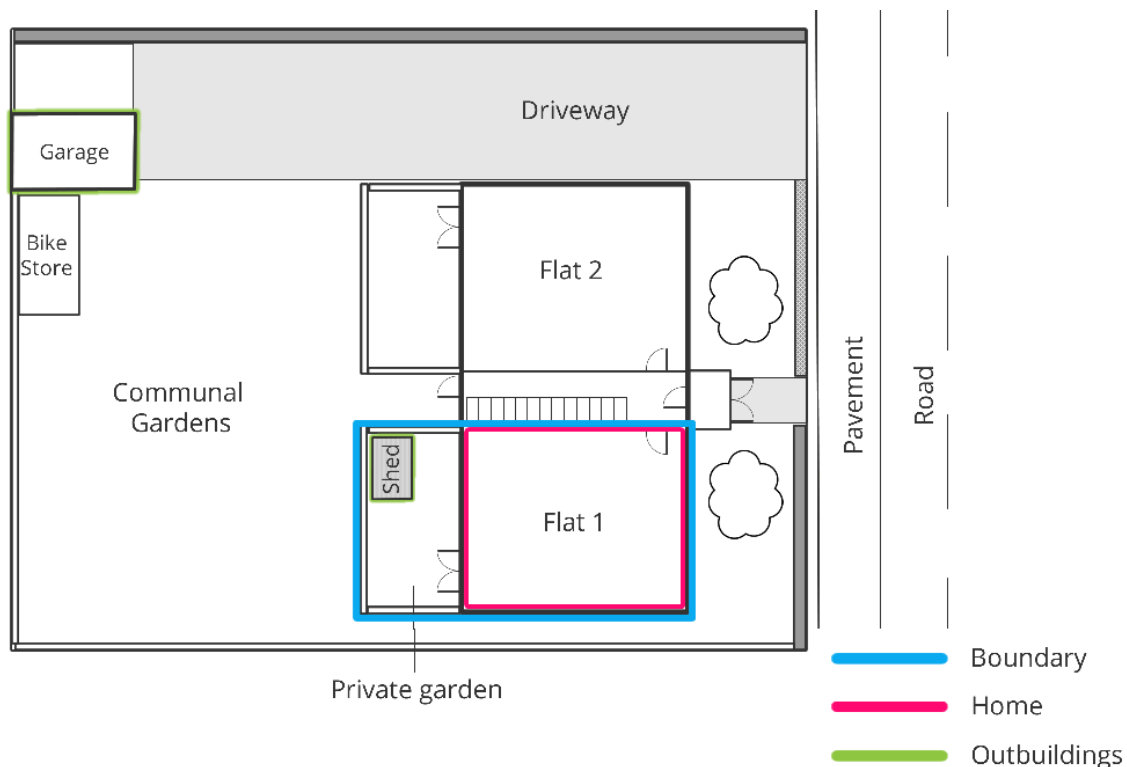 Driveway
Garage
Bike
Store
Flat 2
Communal
Gardens
Pavement
Road
Shed
Flat 1
Private garden
Boundary
Home
Outbuildings